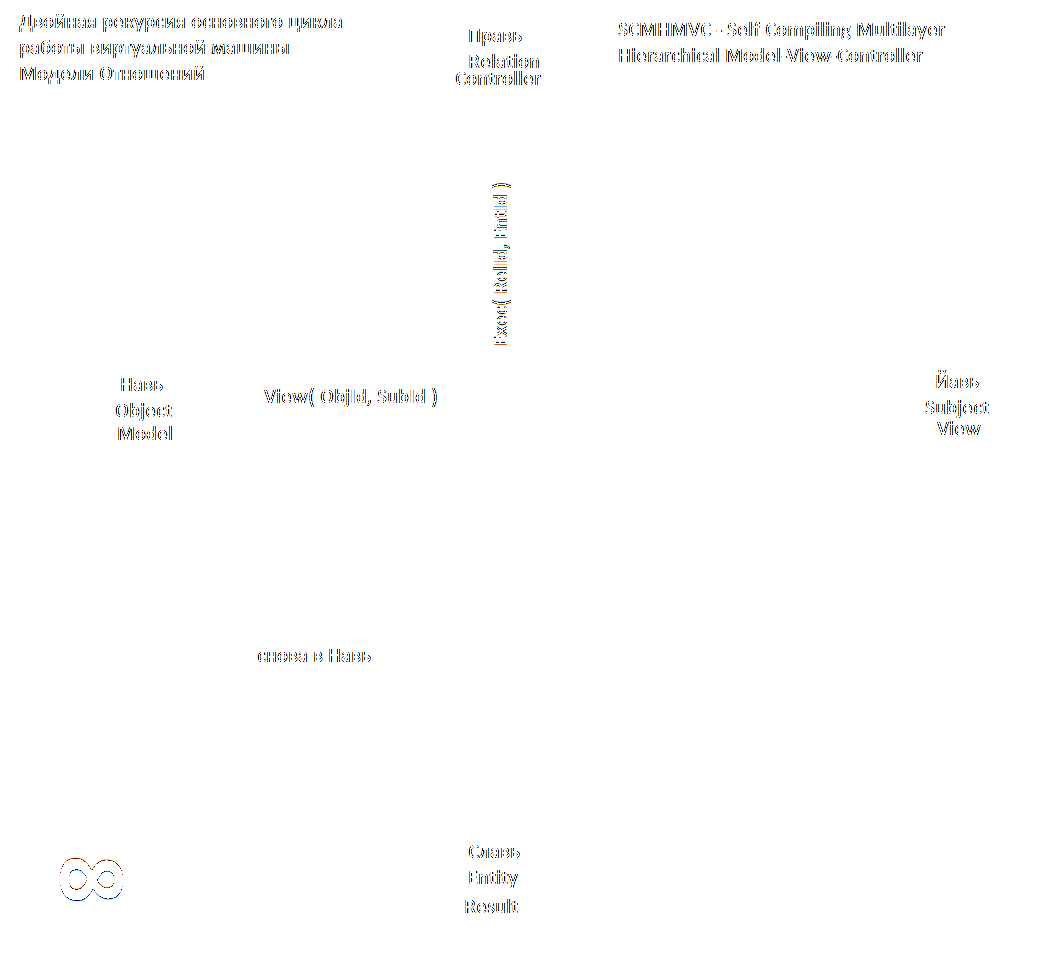 Двойная рекурсия основного цикла
работы виртуальной машины
Модели Отношений
SCMHMVC - Self Compiling Multilayer
Hierarchical Model-View-Controller
Правь
Relation
Controller
Exec( RelId, EntId )
Навь
Object
Model
View( ObjId, SubId )
Йавь
Subject
View
снова в Навь
Славь
Entity
Result
∞